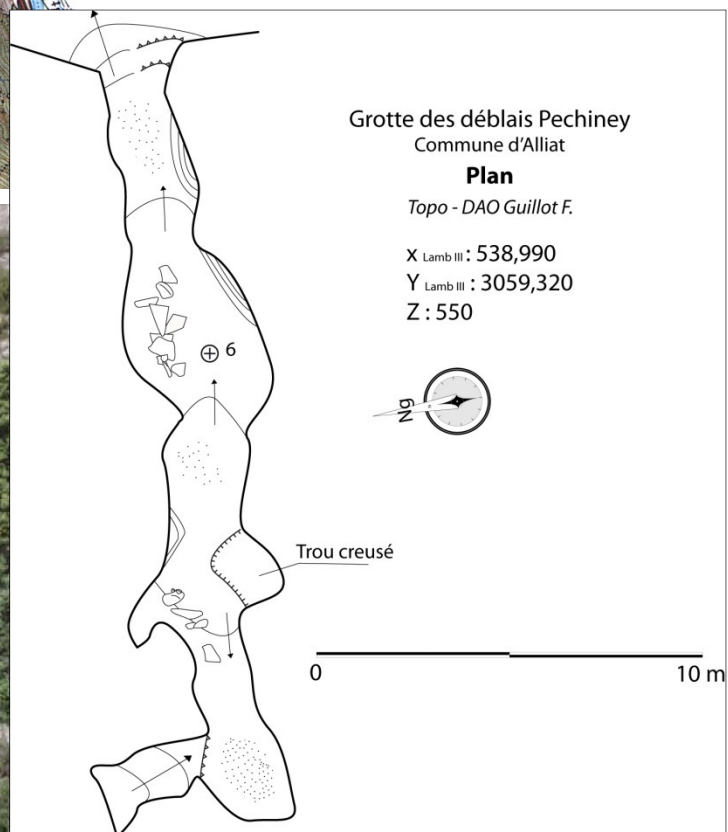 Grotte des déblais Pechiney
Commune d'Alliat
Plan
Topo - DAO Guillot F.
X Lamb III : 538,990
Y Lamb III : 3059,320
Z : 550
6
Ng
Trou creusé
0 10 m